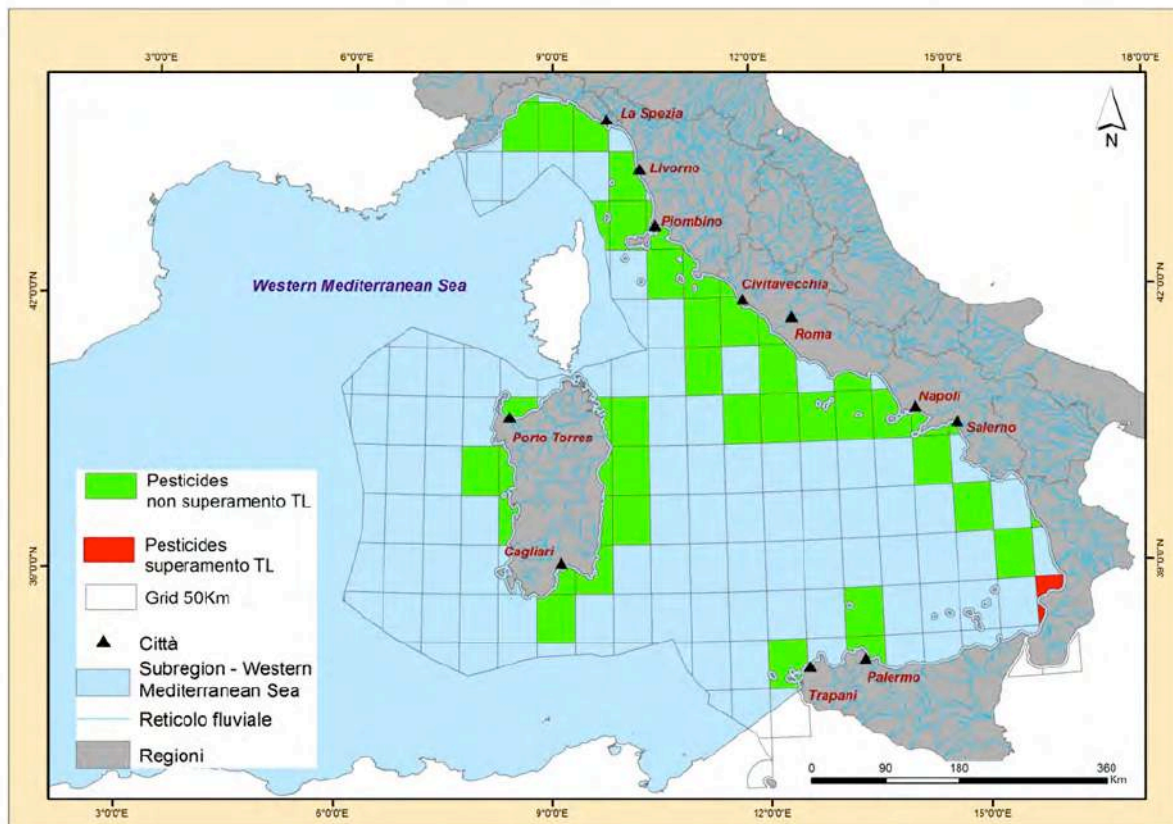 3°0'0"E 6°0'0"E 9°0'0"E 12°0'0"E 15°0'0"E 18°0'0"E
La Spezia
N
Livorno
Piombino
Western Mediterranean Sea
Civitavecchia
42°0'0"N
42°0'0"N
Roma
Napoli
Porto Torres
Salerno
Pesticides
non superamento TL
Cagliari
Pesticides
superamento TL
39°0'0"N
39°0'0"N
Grid 50Km
Città
Subregion - Western
Mediterranean Sea
Palermo
Trapani
Reticolo fluviale
Regioni
0 90 180 360
Km
3°0'0"E 6°0'0"E 9°0'0"E 12°0'0"E 15°0'0"E